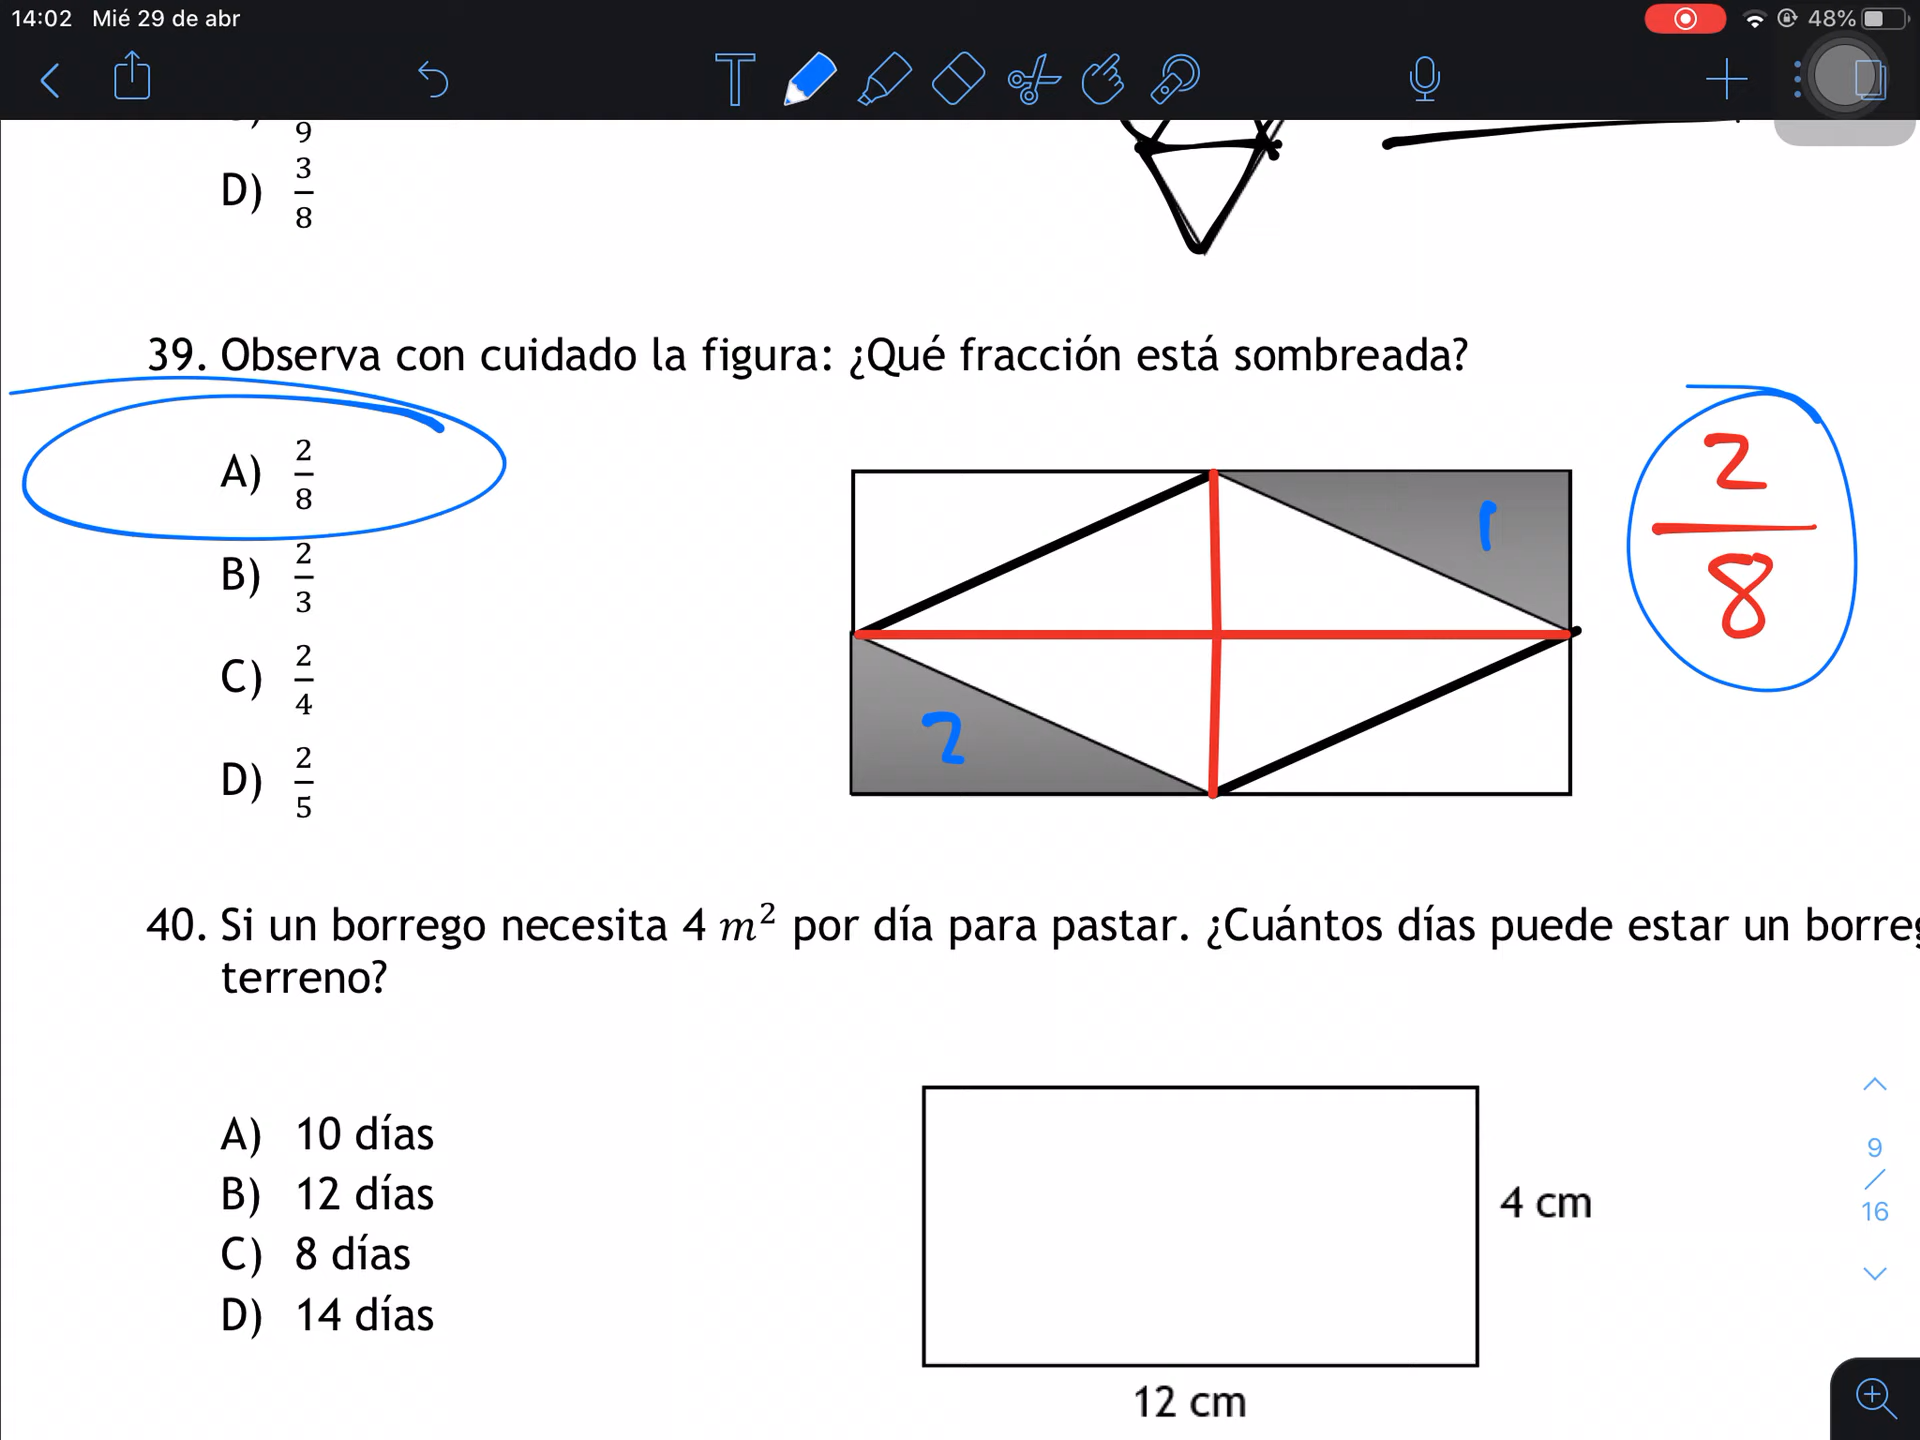 14:02 Mié 29 de abr
48%
9
D) 3/8
39. Observa con cuidado la figura: ¿Qué fracción está sombreada?
A) 2/8
B) 2/3
C) 2/4
D) 2/5
1
2
2/8
40. Si un borrego necesita 4 m² por día para pastar. ¿Cuántos días puede estar un
terreno?
A) 10 días
B) 12 días
C) 8 días
D) 14 días
4 cm
12 cm
9
/
16